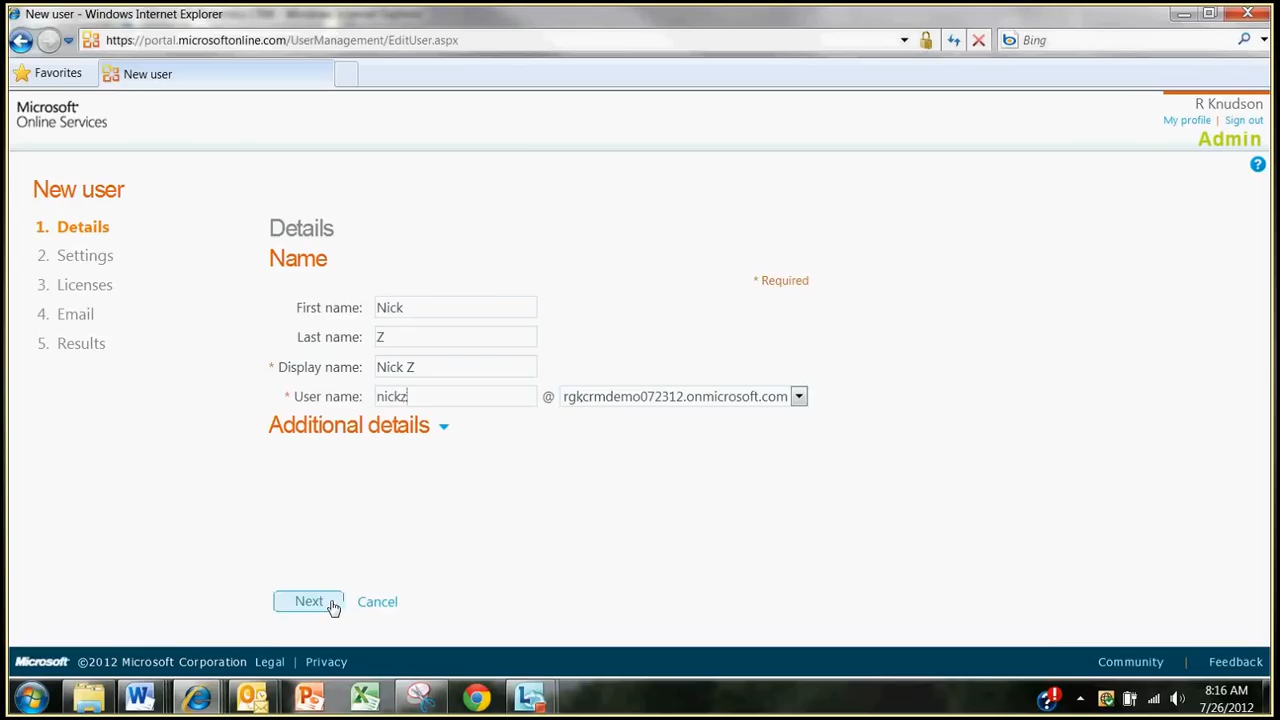 New user - Windows Internet Explorer
https://portal.microsoftonline.com/UserManagement/EditUser.aspx
Bing
Favorites
New user
Microsoft
Online Services
R Knudson
My profile | Sign out
Admin
?
New user
1. Details
2. Settings
3. Licenses
4. Email
5. Results
Details
Name
* Required
First name: Nick
Last name: Z
* Display name: Nick Z
* User name: nickz @ rgkcrmdemo072312.onmicrosoft.com
Additional details
Next Cancel
Microsoft ©2012 Microsoft Corporation Legal | Privacy
Community | Feedback
8:16 AM
7/26/2012